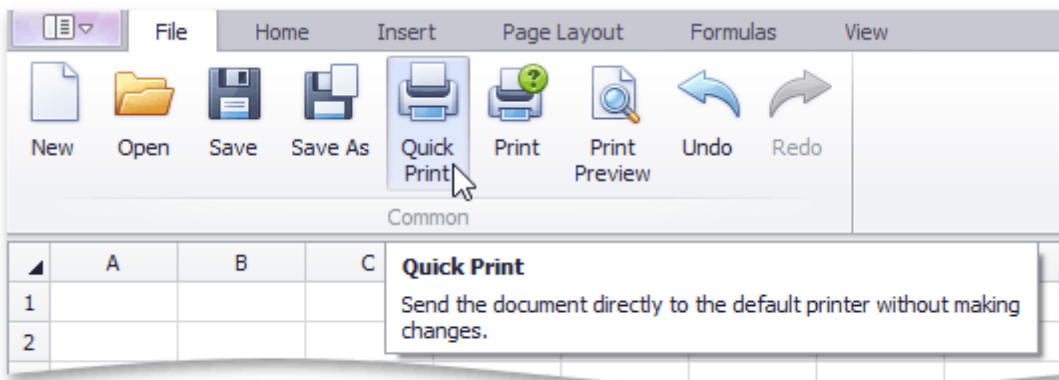 File Home Insert Page Layout Formulas View
New Open Save Save As Quick Print Print Undo Redo
Print Preview
Common
A B C
Quick Print
1
Send the document directly to the default printer without making
2
changes.